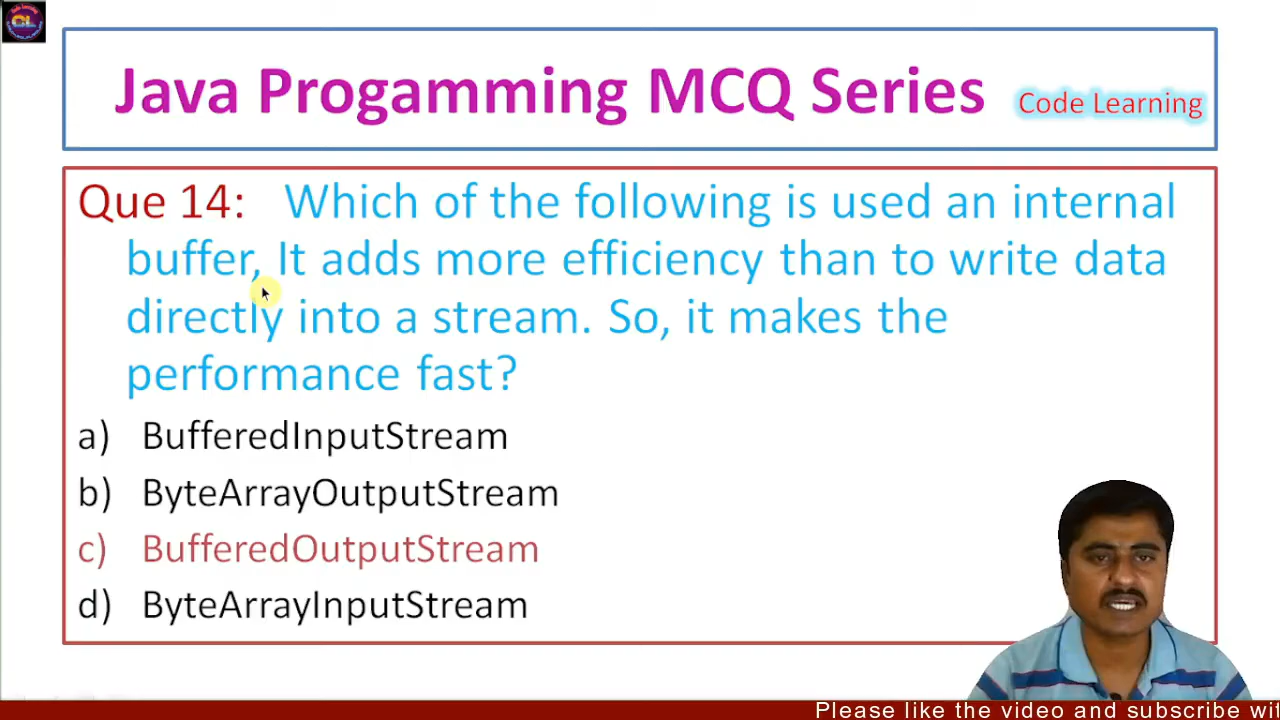 Java Progamming MCQ Series Code Learning
Que 14: Which of the following is used an internal
buffer, It adds more efficiency than to write data
directly into a stream. So, it makes the
performance fast?
a) BufferedInputStream
b) ByteArrayOutputStream
c) BufferedOutputStream
d) ByteArrayInputStream
Please like the video and subscribe wit